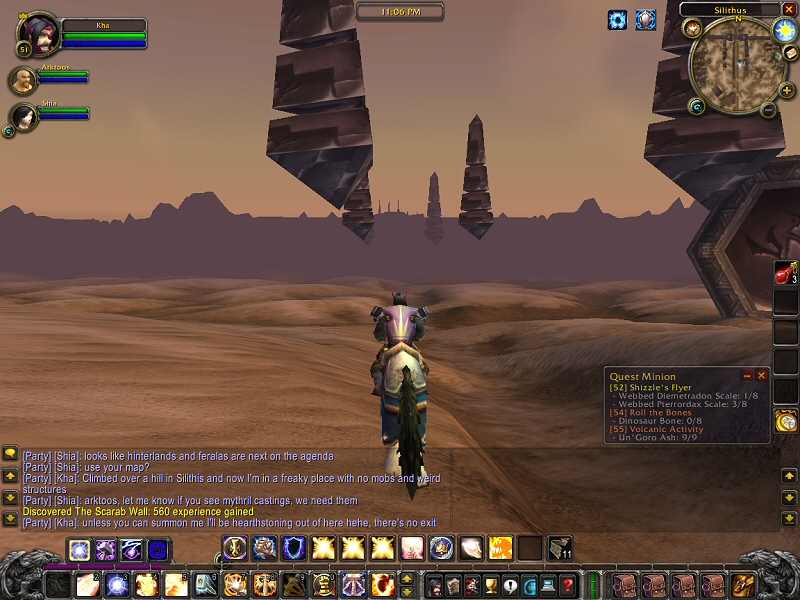 Kha
51
Arktoos
Shia
11:06 PM
Silithus
N
3
Quest Minion
[52] Shizzle's Flyer
- Webbed Diemetradon Scale: 1/8
- Webbed Pterrordax Scale: 3/8
[54] Roll the Bones
- Dinosaur Bone: 0/8
[55] Volcanic Activity
- Un'Goro Ash: 9/9
[Party] [Shia]: looks like hinterlands and feralas are next on the agenda
[Party] [Shia]: use your map?
[Party] [Kha]: Climbed over a hill in Silithis and now I'm in a freaky place with no mobs and weird
structures
[Party] [Shia]: arktoos, let me know if you see mythril castings, we need them
Discovered The Scarab Wall: 560 experience gained
[Party] [Kha]: unless you can summon me I'll be hearthstoning out of here hehe, there's no exit
11